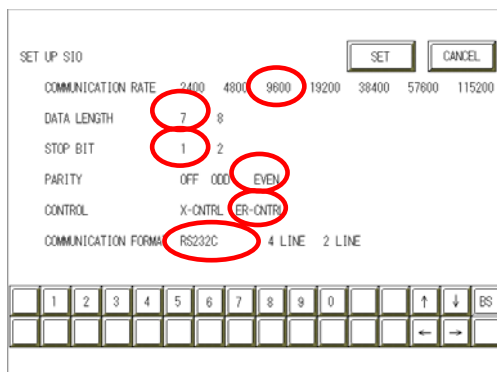 SET UP SIO SET CANCEL
COMMUNICATION RATE 2400 4800 9600 19200 38400 57600 115200
DATA LENGTH 7 8
STOP BIT 1 2
PARITY OFF ODD EVEN
CONTROL X-CNTRL ER-CNTRL
COMMUNICATION FORMA RS232C 4 LINE 2 LINE
1 2 3 4 5 6 7 8 9 0 ↑ ↓ BS
← →